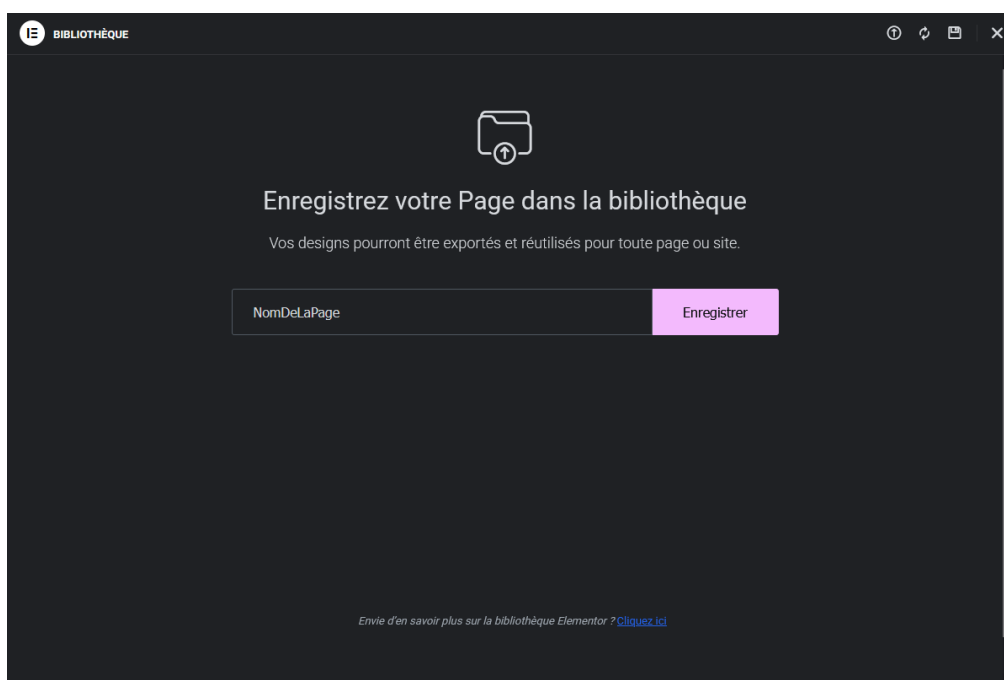 BIBLIOTHÈQUE
Enregistrez votre Page dans la bibliothèque
Vos designs pourront être exportés et réutilisés pour toute page ou site.
NomDeLaPage
Enregistrer
Envie d'en savoir plus sur la bibliothèque Elementor ? Cliquez ici